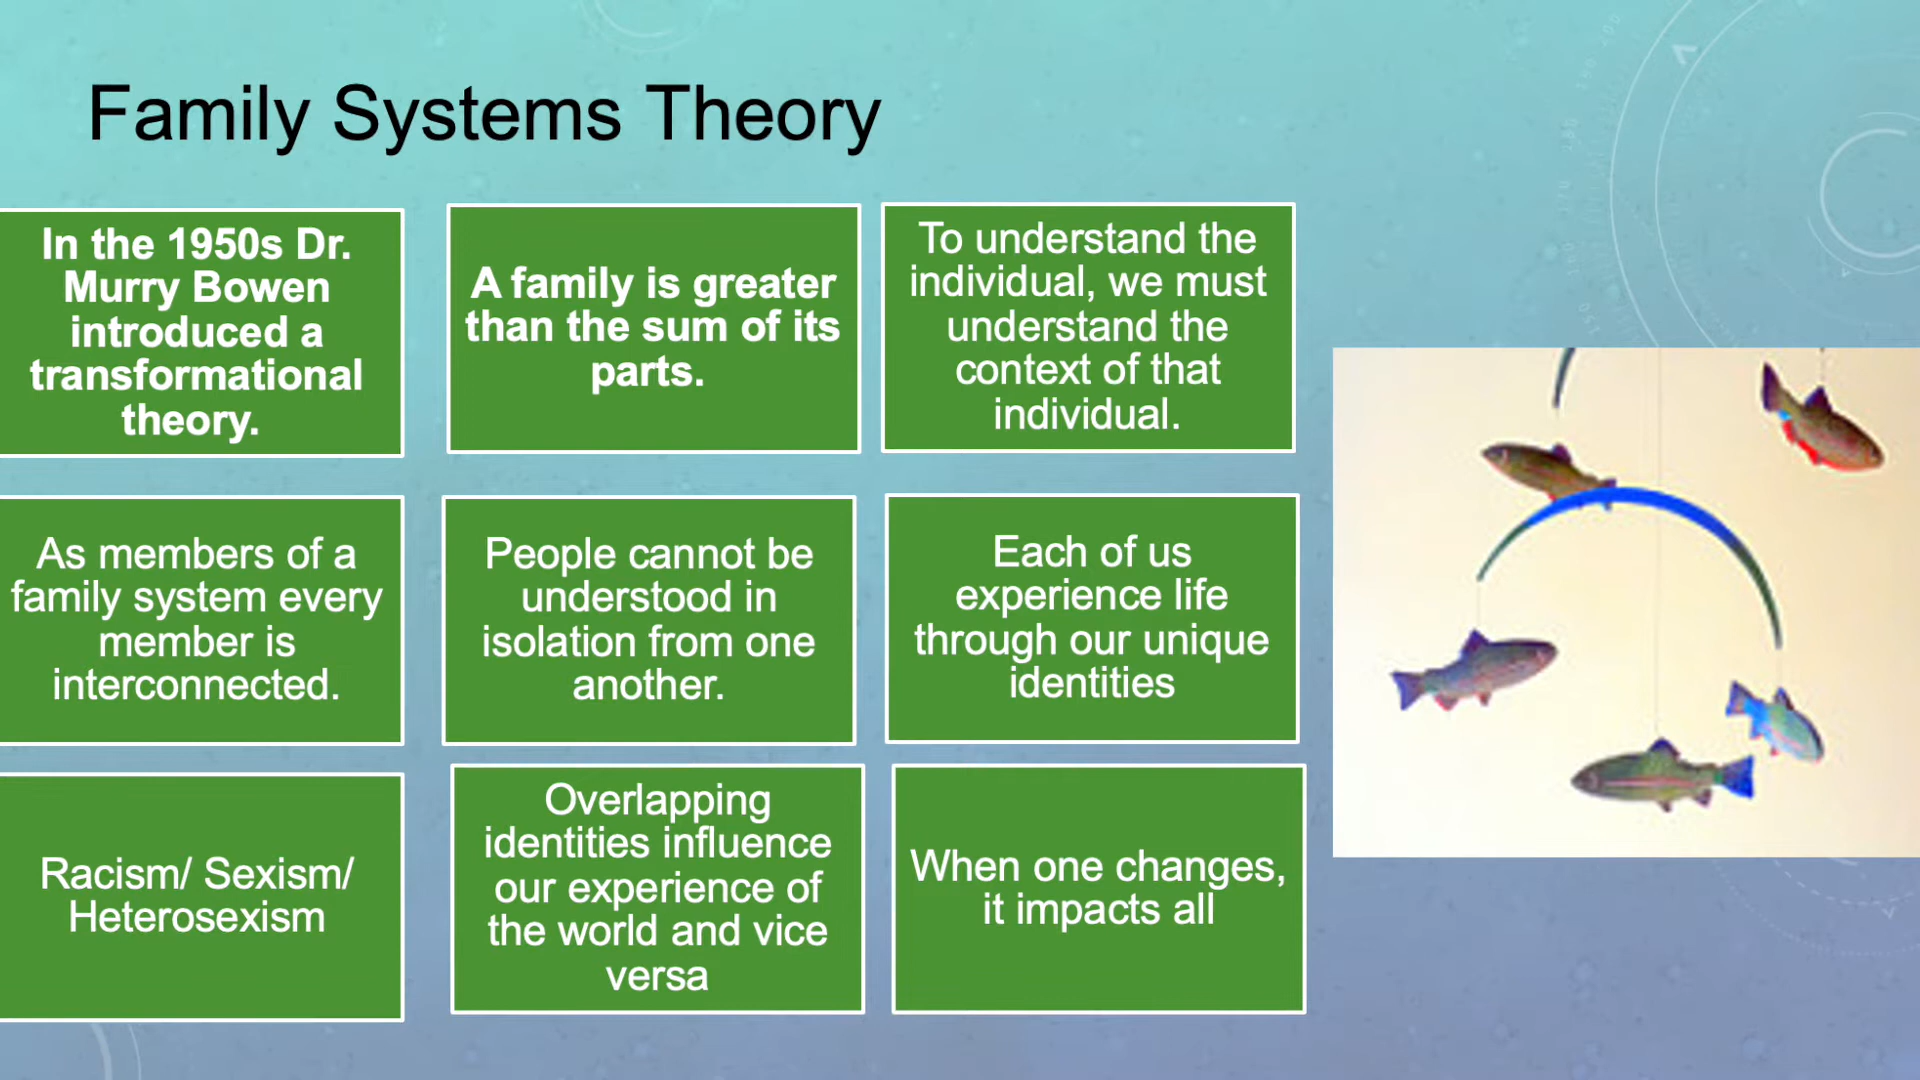 Family Systems Theory
In the 1950s Dr.
Murry Bowen
introduced a
transformational
theory.
A family is greater
than the sum of its
parts.
To understand the
individual, we must
understand the
context of that
individual.
As members of a
family system every
member is
interconnected.
People cannot be
understood in
isolation from one
another.
Each of us
experience life
through our unique
identities
Racism/ Sexism/
Heterosexism
Overlapping
identities influence
our experience of
the world and vice
versa
When one changes,
it impacts all